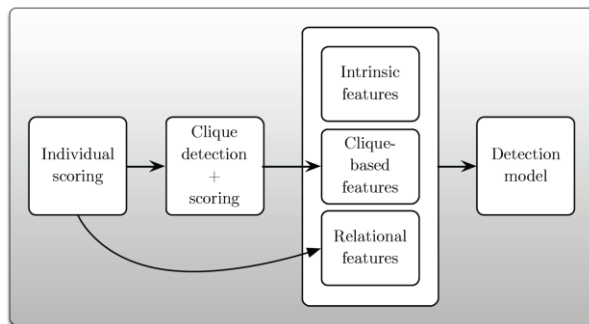 Individual
scoring
Clique
detection
+
scoring
Intrinsic
features
Clique-
based
features
Relational
features
Detection
model